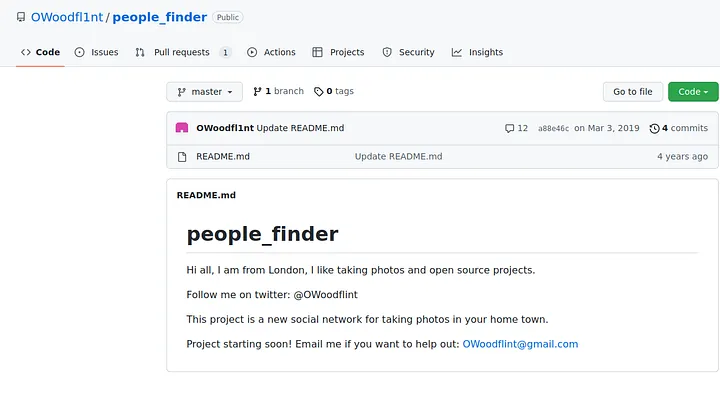 OWoodfl1nt / people_finder Public
Code Issues Pull requests 1 Actions Projects Security Insights
master 1 branch 0 tags Go to file Code
OWoodfl1nt Update README.md 12 a88e46c on Mar 3, 2019 4 commits
README.md Update README.md 4 years ago
README.md
people_finder
Hi all, I am from London, I like taking photos and open source projects.
Follow me on twitter: @OWoodflint
This project is a new social network for taking photos in your home town.
Project starting soon! Email me if you want to help out: OWoodflint@gmail.com